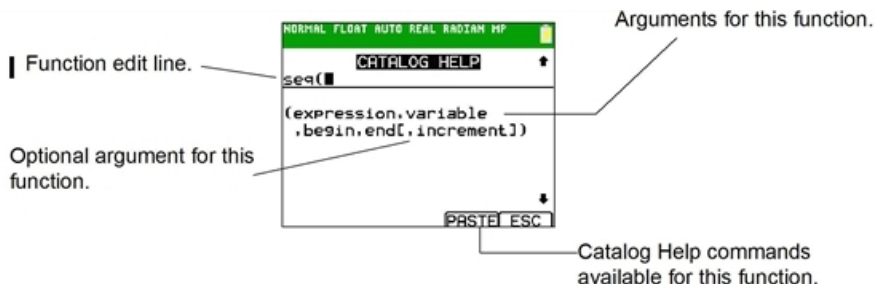 Arguments for this function.
NORMAL FLOAT AUTO REAL RADIAN MP
Function edit line.
CATALOG HELP
seq(
(expression,variable
,begin,end[,increment])
Optional argument for this
function.
PASTE ESC
Catalog Help commands
available for this function.